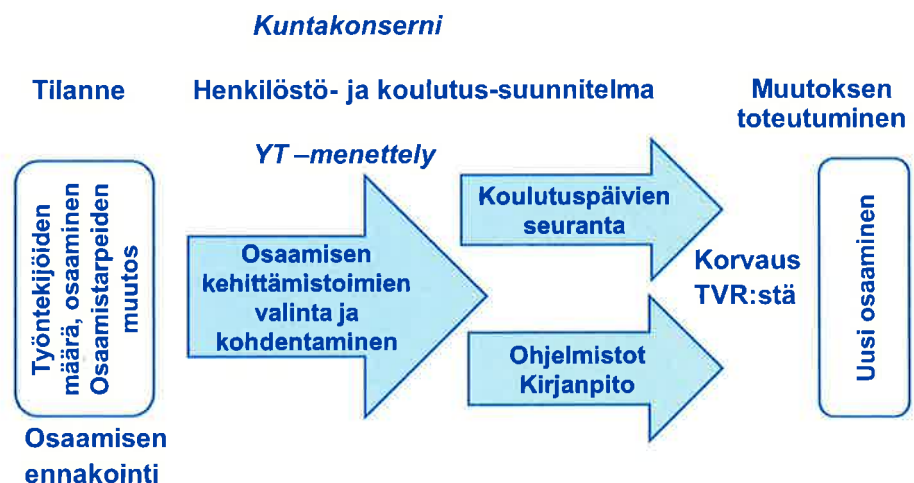 Kuntakonserni
Tilanne
Henkilöstö- ja koulutus-suunnitelma
Muutoksen
toteutuminen
YT –menettely
Työntekijöiden
määrä, osaaminen
Osaamistarpeiden
muutos
Osaamisen
kehittämistoimien
valinta ja
kohdentaminen
Koulutuspäivien
seuranta
Korvaus
TVR:stä
Ohjelmistot
Kirjanpito
Uusi osaaminen
Osaamisen
ennakointi